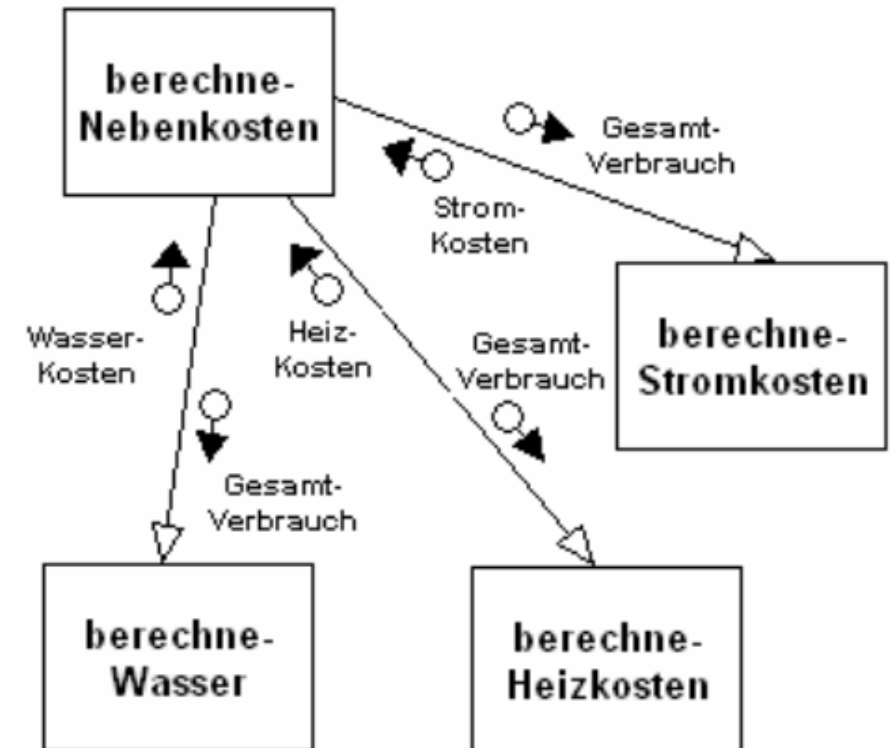 berechne-
Nebenkosten
Gesamt-
Verbrauch
Strom-
Kosten
Wasser-
Kosten
Heiz-
Kosten
Gesamt-
Verbrauch
berechne-
Stromkosten
Gesamt-
Verbrauch
berechne-
Wasser
berechne-
Heizkosten